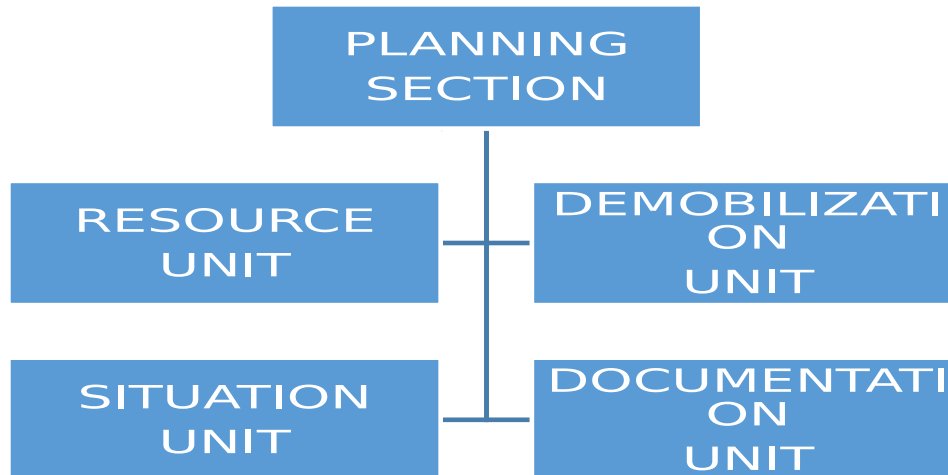 PLANNING
SECTION
RESOURCE
UNIT
DEMOBILIZATI
ON
UNIT
SITUATION
UNIT
DOCUMENTATI
ON
UNIT